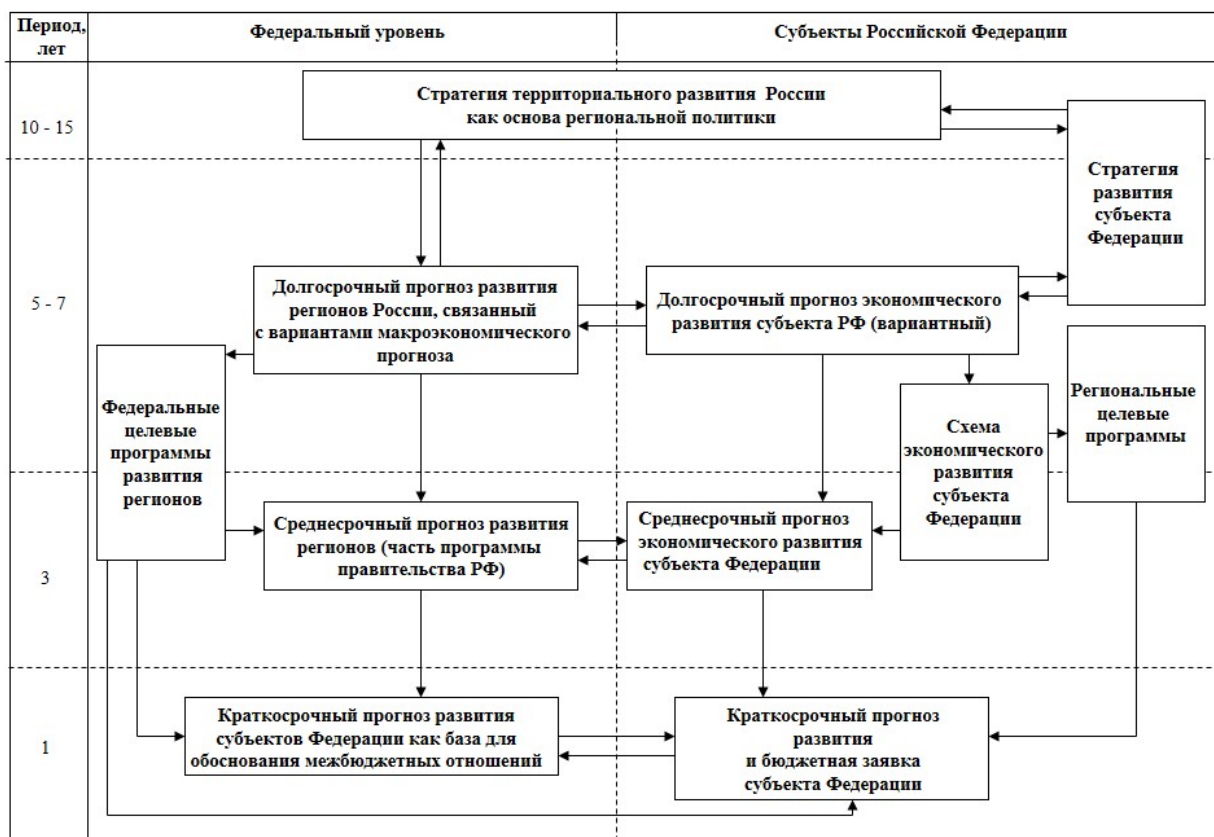 Период,
лет
Федеральный уровень
Субъекты Российской Федерации
10 - 15
Стратегия территориального развития России
как основа региональной политики
Стратегия
развития
субъекта
Федерации
5 - 7
Долгосрочный прогноз развития
регионов России, связанный
с вариантами макроэкономического
прогноза
Долгосрочный прогноз экономического
развития субъекта РФ (вариантный)
Федеральные
целевые
программы
развития
регионов
Схема
экономического
развития
субъекта
Федерации
Региональные
целевые
программы
3
Среднесрочный прогноз развития
регионов (часть программы
правительства РФ)
Среднесрочный прогноз
экономического развития
субъекта Федерации
1
Краткосрочный прогноз развития
субъектов Федерации как база для
обоснования межбюджетных отношений
Краткосрочный прогноз
развития
и бюджетная заявка
субъекта Федерации